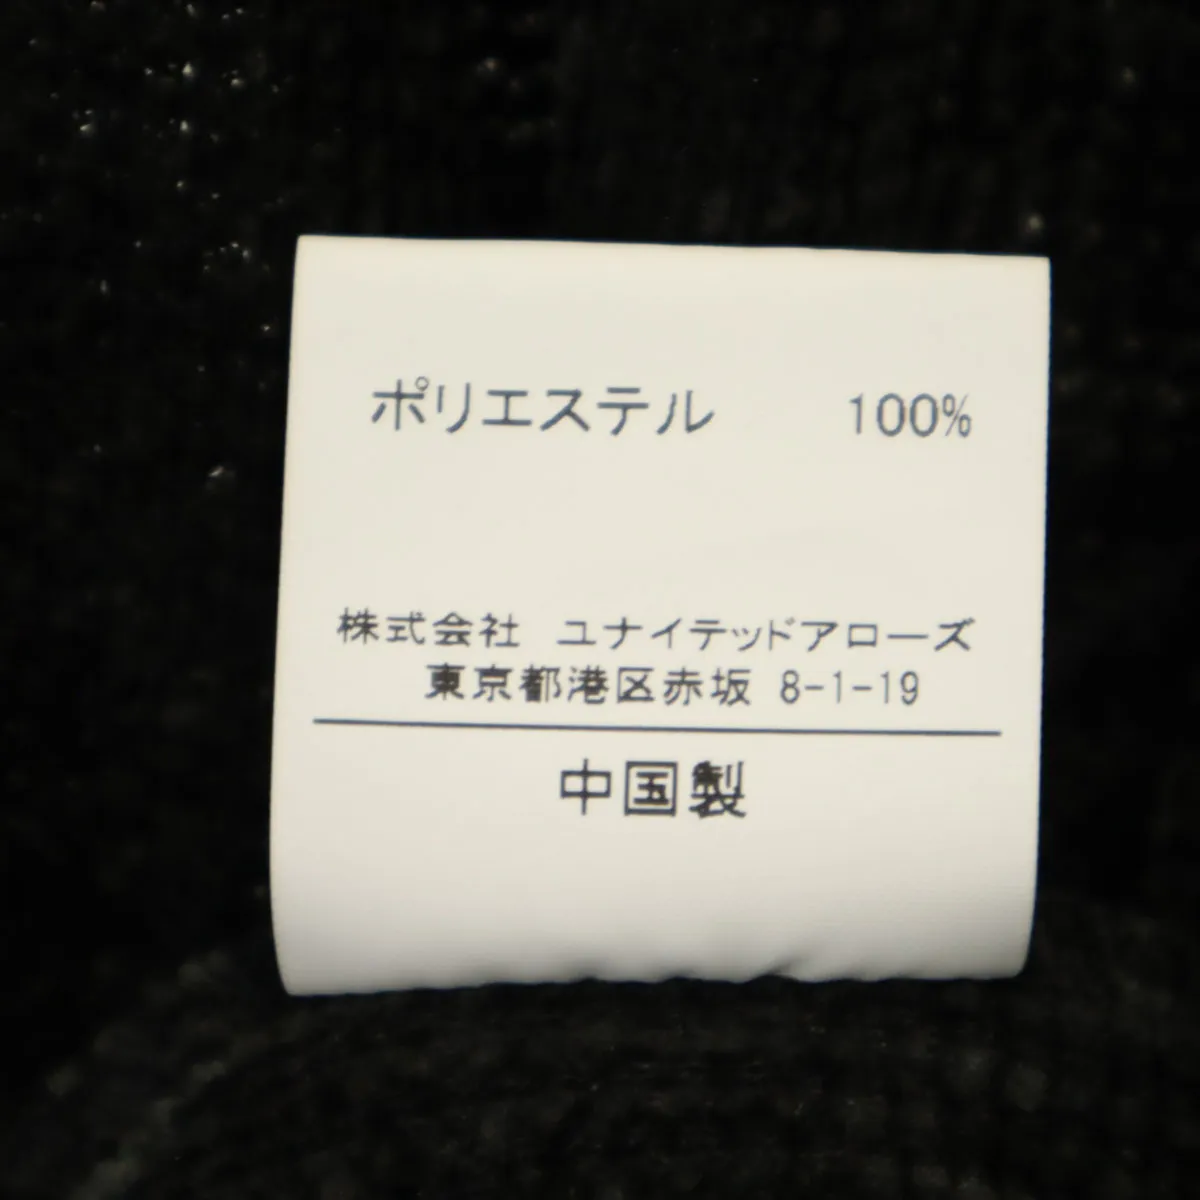 ポリエステル 100%
株式会社 ユナイテッドアローズ
東京都港区赤坂 8-1-19
中国製